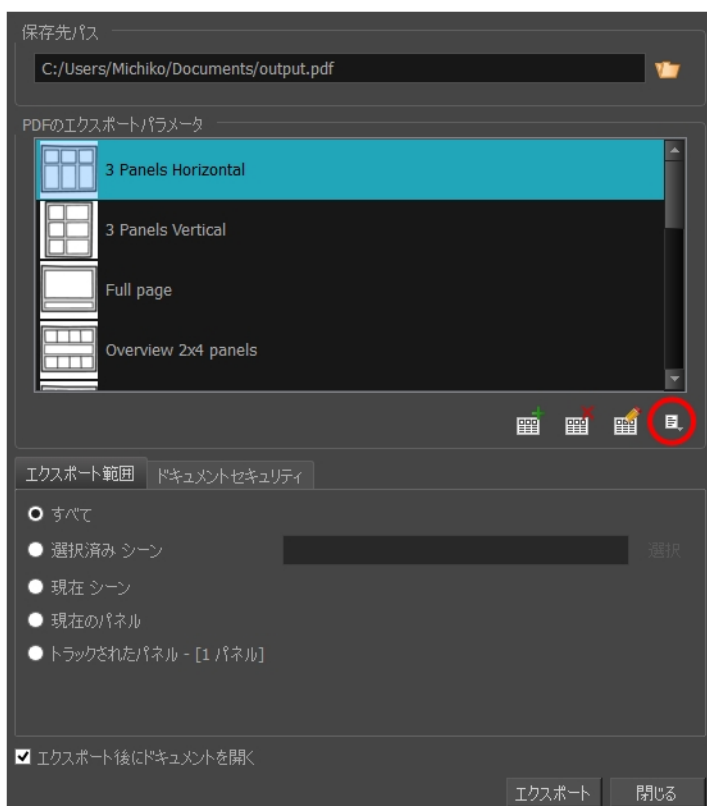 保存先パス
C:/Users/Michiko/Documents/output.pdf
PDFのエクスポートパラメータ
3 Panels Horizontal
3 Panels Vertical
Full page
Overview 2x4 panels
エクスポート範囲 ドキュメントセキュリティ
すべて
選択済み シーン 選択
現在 シーン
現在のパネル
トラックされたパネル - [1 パネル]
エクスポート後にドキュメントを開く
エクスポート 閉じる